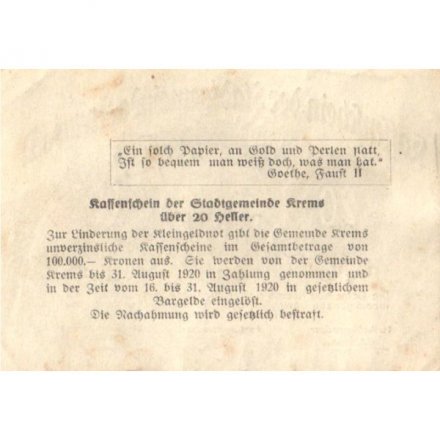 „Ein solch Papier, an Gold und Perlen statt,
Ist so bequem man weiß doch, was man hat.“
Goethe, Faust II
Kassenschein der Stadtgemeinde Krems
über 20 Heller.
Zur Linderung der Kleingeldnot gibt die Gemeinde Krems
unverzinsliche Kassenscheine im Gesamtbetrage von
100.000.— Kronen aus. Sie werden von der Gemeinde
Krems bis 31. August 1920 in Zahlung genommen und
in der Zeit vom 16. bis 31. August 1920 in gesetzlichem
Bargelde eingelöst.
Die Nachahmung wird gesetzlich bestraft.